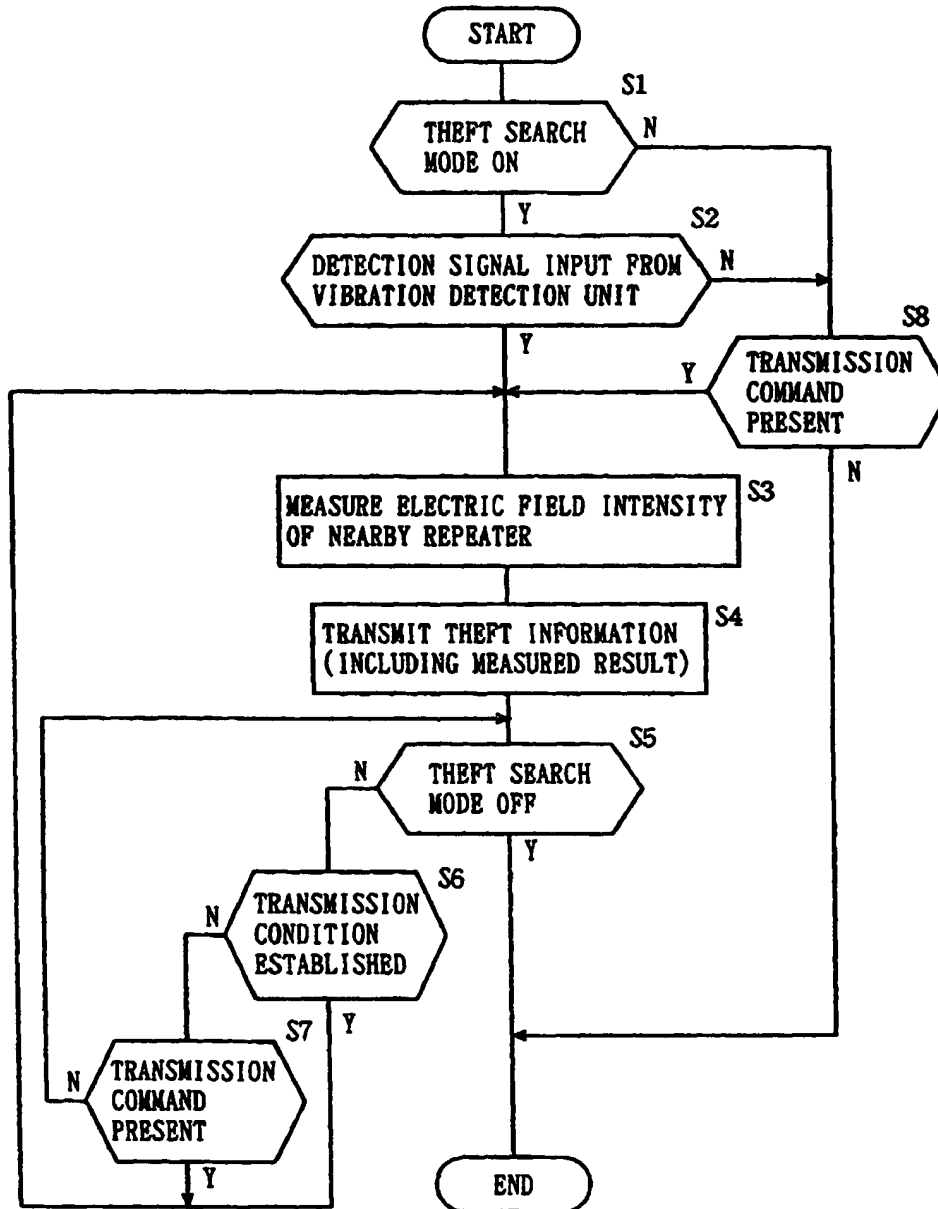 START
S1
THEFT SEARCH
MODE ON
N
Y
S2
DETECTION SIGNAL INPUT FROM
VIBRATION DETECTION UNIT
N
Y
S8
TRANSMISSION
COMMAND
PRESENT
Y
N
S3
MEASURE ELECTRIC FIELD INTENSITY
OF NEARBY REPEATER
S4
TRANSMIT THEFT INFORMATION
(INCLUDING MEASURED RESULT)
S5
THEFT SEARCH
MODE OFF
N
Y
S6
TRANSMISSION
CONDITION
ESTABLISHED
N
Y
S7
TRANSMISSION
COMMAND
PRESENT
N
Y
END